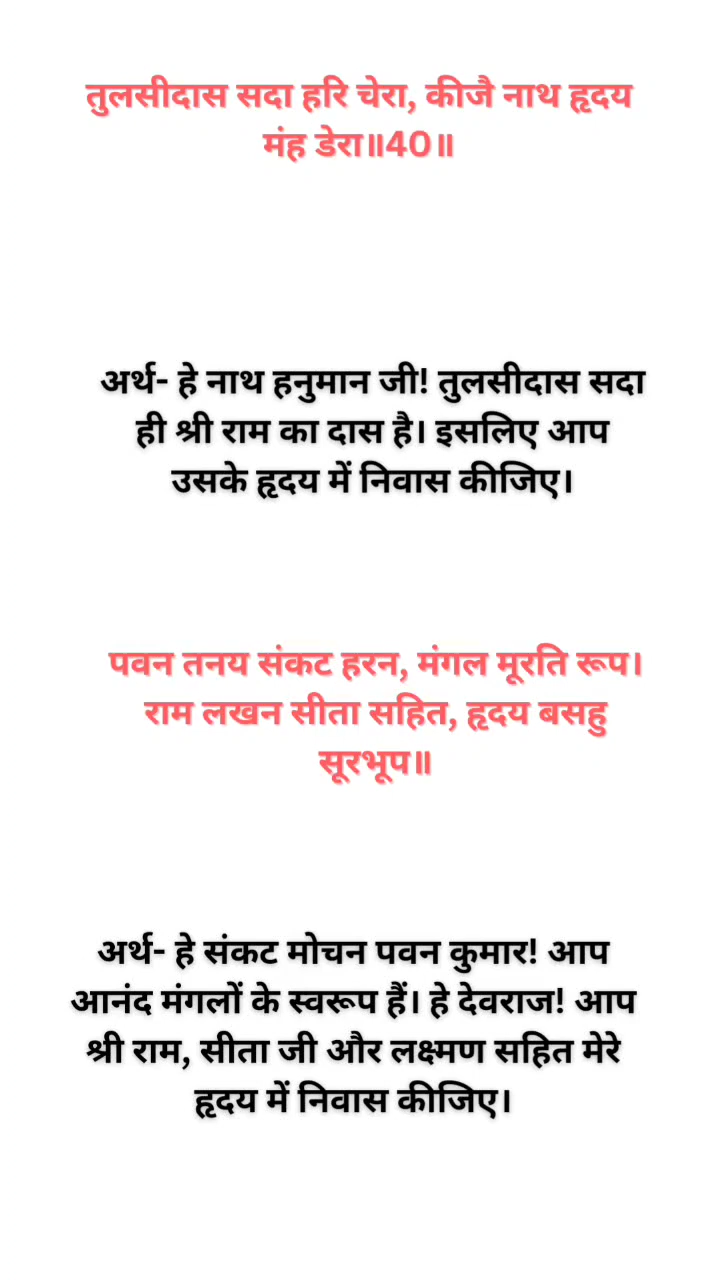 तुलसीदास सदा हरि चेरा, कीजै नाथ हृदय
मंह डेरा॥40॥
अर्थ- हे नाथ हनुमान जी! तुलसीदास सदा
ही श्री राम का दास है। इसलिए आप
उसके हृदय में निवास कीजिए।
पवन तनय संकट हरन, मंगल मूरति रूप।
राम लखन सीता सहित, हृदय बसहु
सूरभूप॥
अर्थ- हे संकट मोचन पवन कुमार! आप
आनंद मंगलों के स्वरूप हैं। हे देवराज! आप
श्री राम, सीता जी और लक्ष्मण सहित मेरे
हृदय में निवास कीजिए।